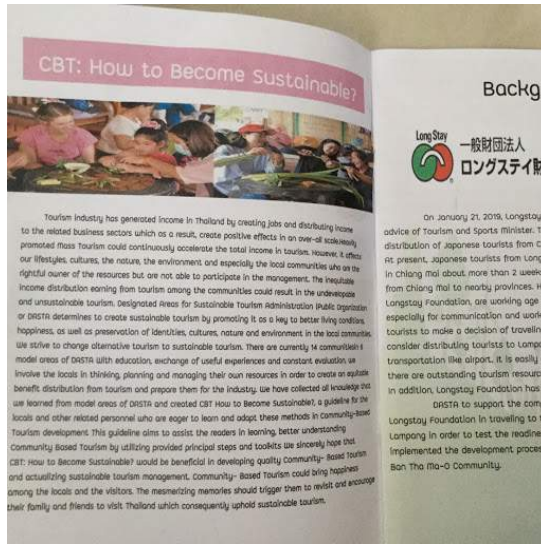 CBT: How to Become Sustainable?
Tourism industry has generated income in Thailand by creating jobs and distributing income
to the related business sectors which as a result, create positive effects in an over-all scale.Heavily
promoted mass Tourism could continuously accelerate the total income in tourism. However, it affects
our lifestyles, cultures, the nature, the environment and especially the local communities who are the
rightful owner of the resources but are not able to participate in the management. The inequitable
income distribution earning from tourism among the communities could result in the undevelopable
and unsustainable tourism. Designated Areas for Sustainable Tourism Administration (Public Organization)
or DASTA determines to create sustainable tourism by promoting it as a key to better living conditions,
happiness, as well as preservation of identities, cultures, nature and environment in the local communities.
We strive to change alternative tourism to sustainable tourism. There are currently 14 communities in 6
model areas of DASTA With education, exchange of useful experiences and constant evaluation, we
involve the locals in thinking, planning and managing their own resources in order to create an equitable
benefit distribution from tourism and prepare them for the industry. We have collected all knowledge that
we learned from model areas of DASTA and created CBT How to Become Sustainable?, a guideline for the
locals and other related personnel who are eager to learn and adapt these methods in Community-Based
Tourism development This guideline aims to assist the readers in learning, better understanding
Community Based Tourism by utilizing provided principal steps and toolkits We sincerely hope that
CBT: How to Become Sustainable? would be beneficial in developing quality Community- Based Tourism
and actualizing sustainable tourism management. Community- Based Tourism could bring happiness
among the locals and the visitors. The mesmerizing memories should trigger them to revisit and encourage
their family and friends to visit Thailand which consequently uphold sustainable tourism.
Backg
Long Stay
一般財団法人
ロングステイ財
On January 21, 2019, Longstay
advice of Tourism and Sports Minister. T
distribution of Japanese tourists from C
At present, Japanese tourists from Long
in Chiang Mai about more than 2 week
from Chiang Mai to nearby provinces. H
Longstay Foundation, are working age
especially for communication and work
tourists to make a decision of traveling
consider distributing tourists to Lampa
transportation like airport, it is easily
there are outstanding tourism resourc
In addition, Longstay Foundation has
DASTA to support the com
Longstay Foundation in traveling to t
Lampang in order to test the readine
implemented the development proces
Ban Tha Ma-O Community.